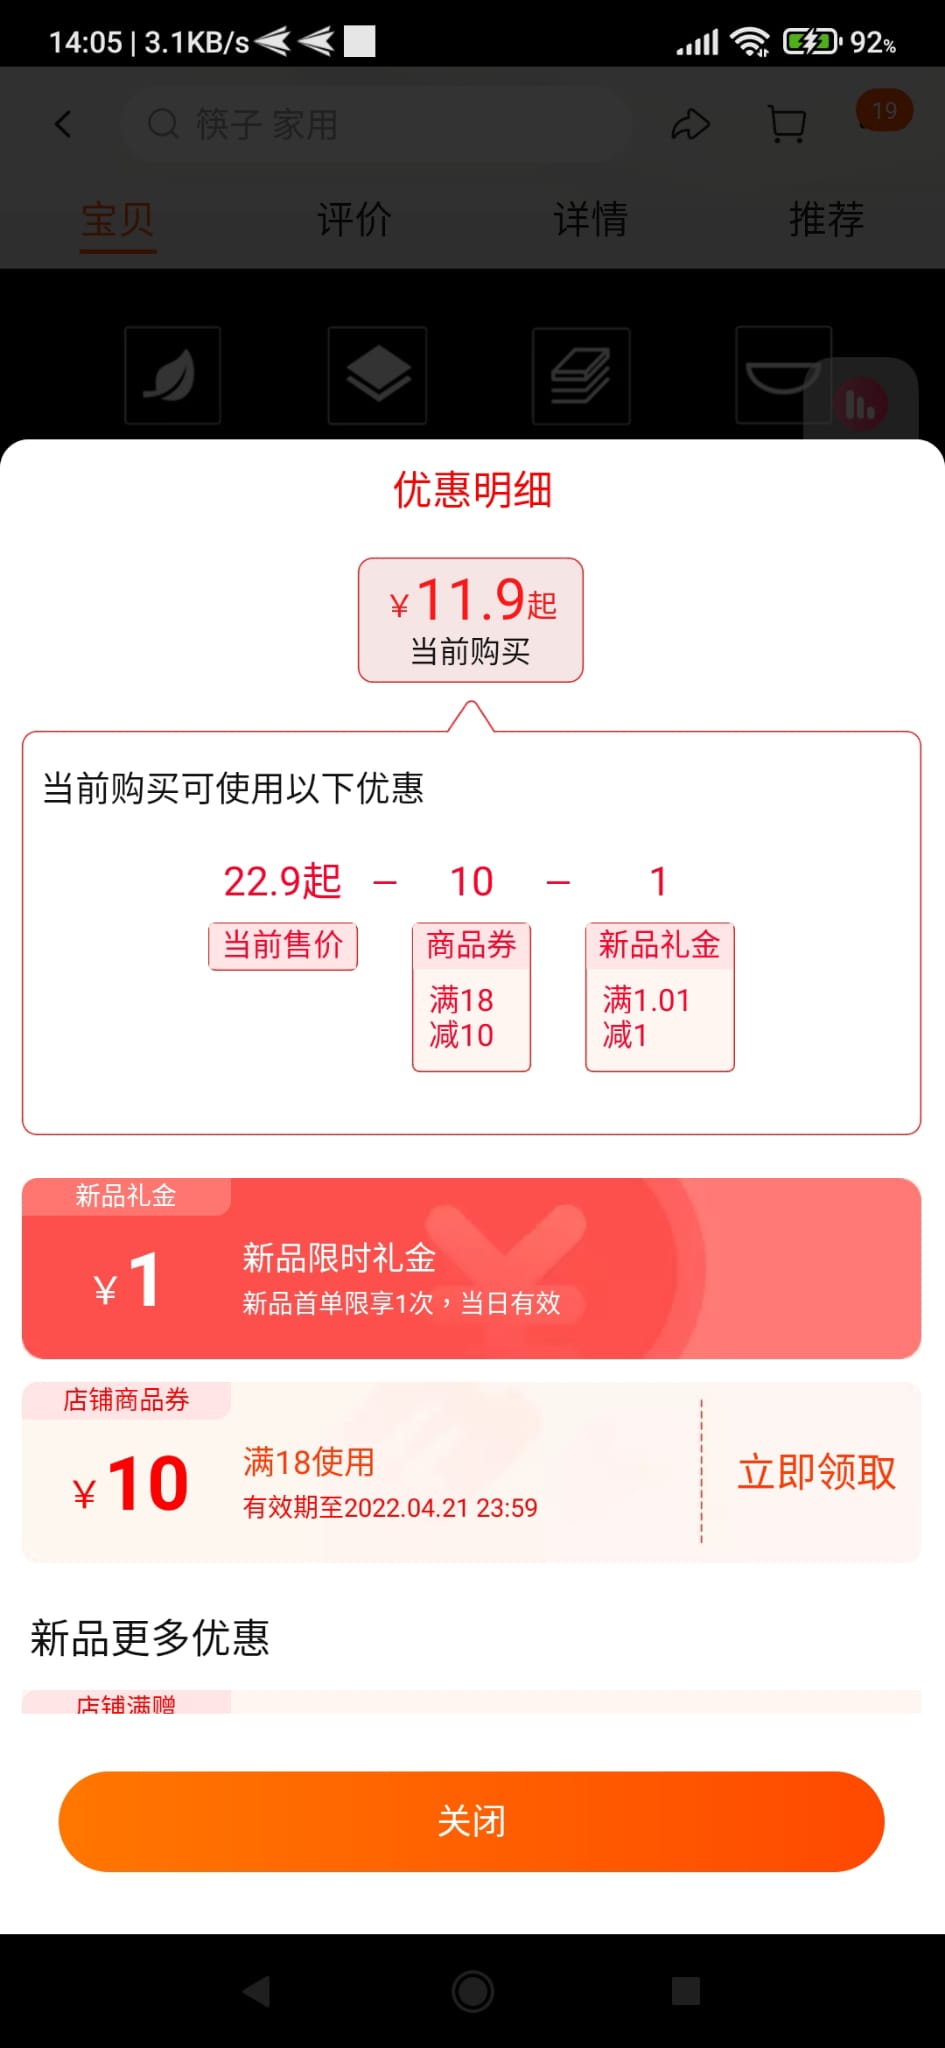 14:05 | 3.1KB/s
92%
筷子 家用
19
宝贝 评价 详情 推荐
优惠明细
¥11.9起
当前购买
当前购买可使用以下优惠
22.9起 － 10 － 1
当前售价 商品券 新品礼金
满18 满1.01
减10 减1
新品礼金
¥1
新品限时礼金
新品首单限享1次，当日有效
店铺商品券
¥10
满18使用
有效期至2022.04.21 23:59
立即领取
新品更多优惠
店铺满赠
关闭